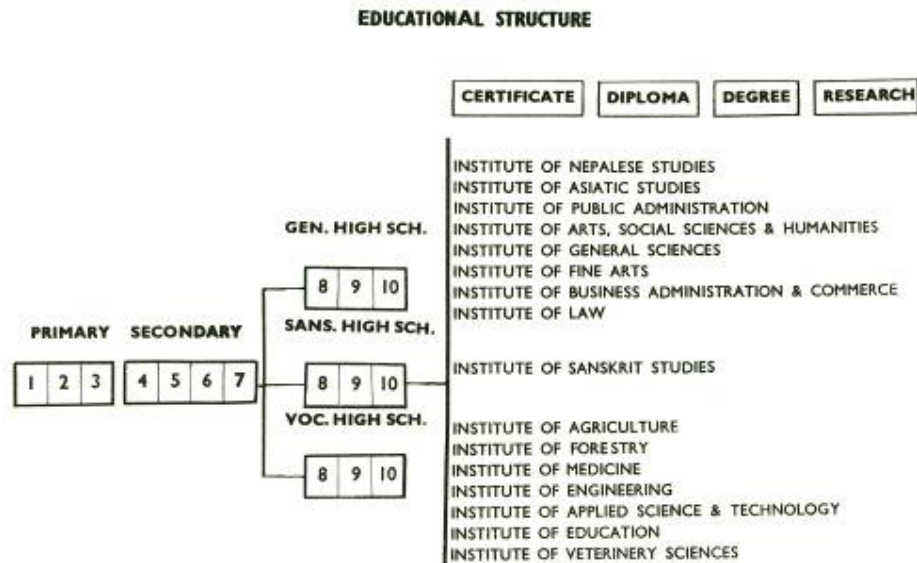 EDUCATIONAL STRUCTURE
CERTIFICATE DIPLOMA DEGREE RESEARCH
INSTITUTE OF NEPALESE STUDIES
INSTITUTE OF ASIATIC STUDIES
INSTITUTE OF PUBLIC ADMINISTRATION
INSTITUTE OF ARTS, SOCIAL SCIENCES & HUMANITIES
INSTITUTE OF GENERAL SCIENCES
INSTITUTE OF FINE ARTS
INSTITUTE OF BUSINESS ADMINISTRATION & COMMERCE
INSTITUTE OF LAW
GEN. HIGH SCH.
8 9 10
SANS. HIGH SCH.
PRIMARY SECONDARY
1 2 3 4 5 6 7
8 9 10
INSTITUTE OF SANSKRIT STUDIES
VOC. HIGH SCH.
8 9 10
INSTITUTE OF AGRICULTURE
INSTITUTE OF FORESTRY
INSTITUTE OF MEDICINE
INSTITUTE OF ENGINEERING
INSTITUTE OF APPLIED SCIENCE & TECHNOLOGY
INSTITUTE OF EDUCATION
INSTITUTE OF VETERINERY SCIENCES